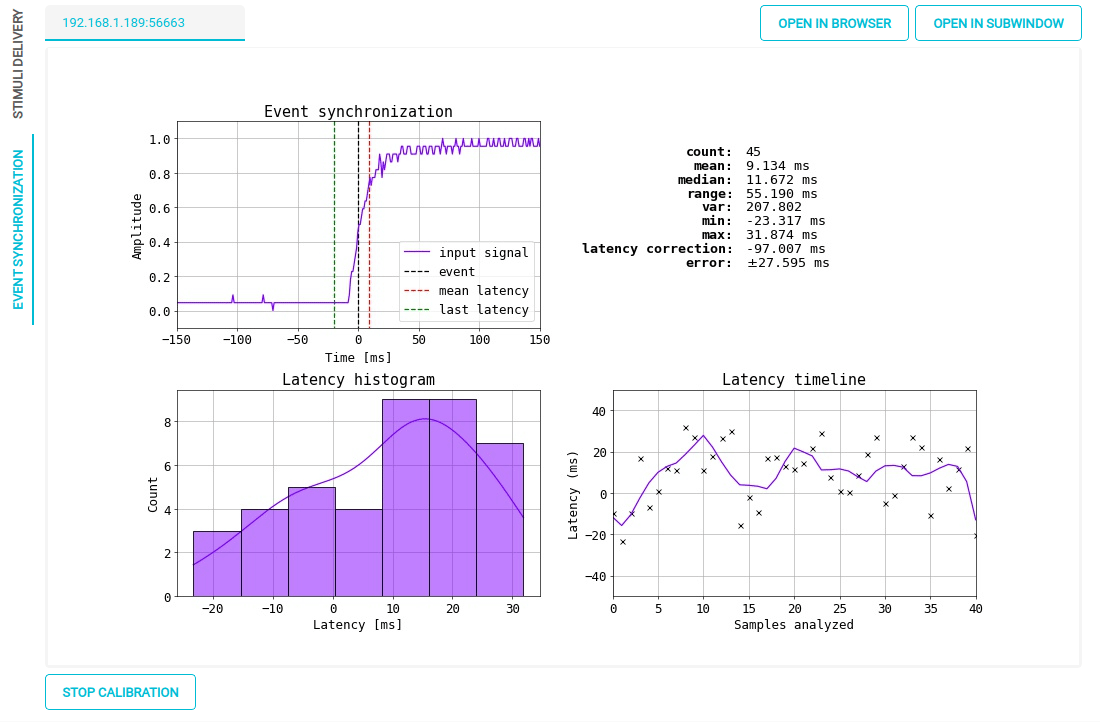 STIMULI DELIVERY
EVENT SYNCHRONIZATION
192.168.1.189:56663
OPEN IN BROWSER
OPEN IN SUBWINDOW
Event synchronization
Amplitude
1.0
0.8
0.6
0.4
0.2
0.0
input signal
event
mean latency
last latency
−150 −100 −50 0 50 100 150
Time [ms]
count: 45
mean: 9.134 ms
median: 11.672 ms
range: 55.190 ms
var: 207.802
min: -23.317 ms
max: 31.874 ms
latency correction: -97.007 ms
error: ±27.595 ms
Latency histogram
Count
8
6
4
2
0
−20 −10 0 10 20 30
Latency [ms]
Latency timeline
Latency (ms)
40
20
0
−20
−40
0 5 10 15 20 25 30 35 40
Samples analyzed
STOP CALIBRATION